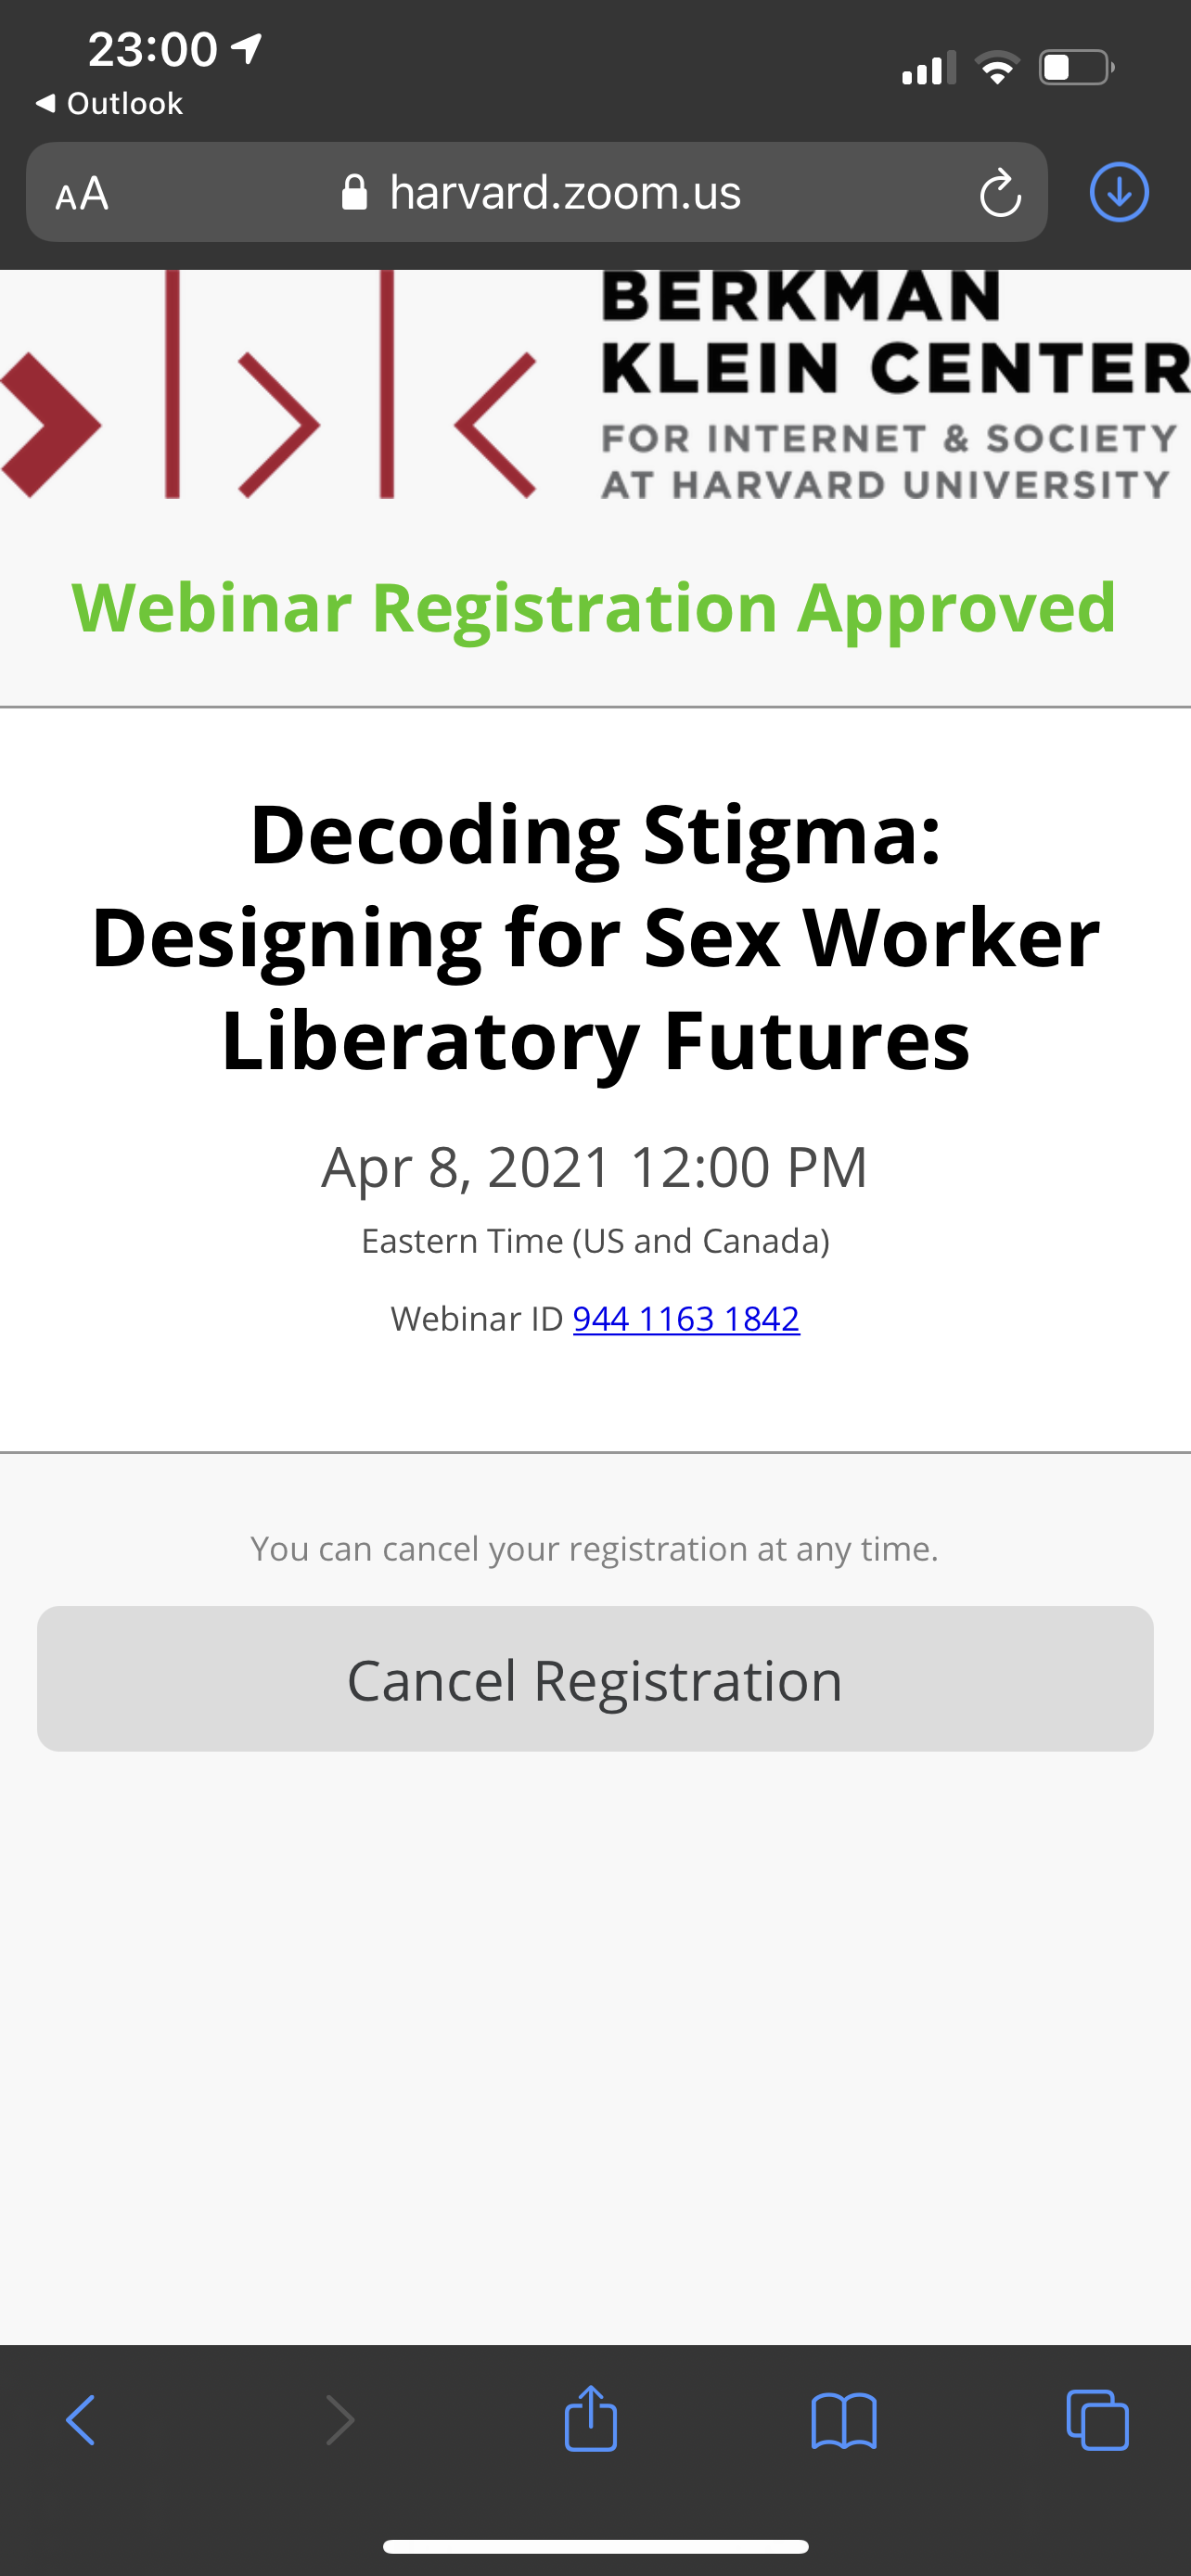 23:00
Outlook
AA
harvard.zoom.us
BERKMAN
KLEIN CENTER
FOR INTERNET & SOCIETY
AT HARVARD UNIVERSITY
Webinar Registration Approved
Decoding Stigma:
Designing for Sex Worker
Liberatory Futures
Apr 8, 2021 12:00 PM
Eastern Time (US and Canada)
Webinar ID 944 1163 1842
You can cancel your registration at any time.
Cancel Registration